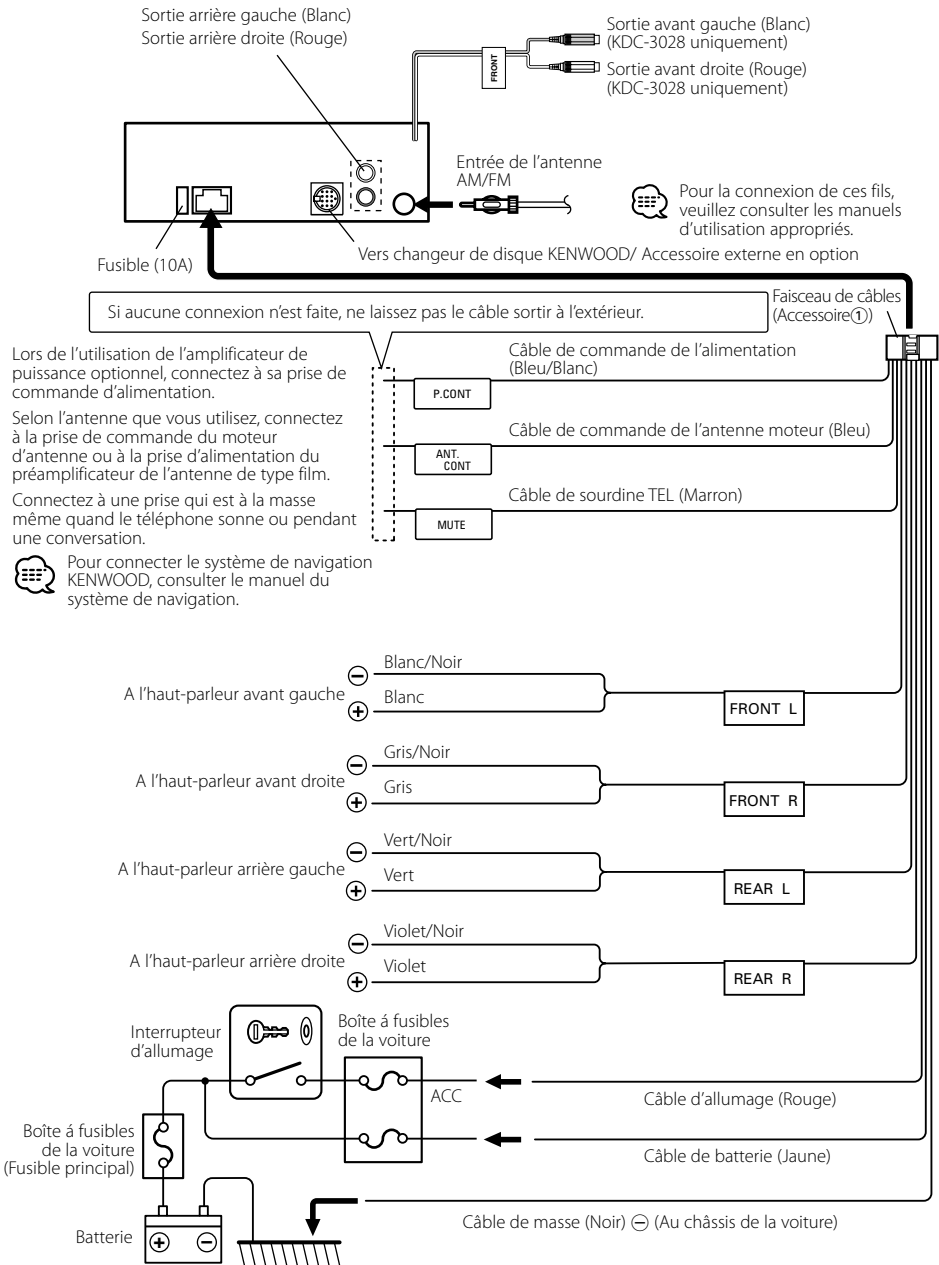 Sortie arrière gauche (Blanc)
Sortie arrière droite (Rouge)
FRONT
Sortie avant gauche (Blanc)
(KDC-3028 uniquement)
Sortie avant droite (Rouge)
(KDC-3028 uniquement)
Entrée de l'antenne
AM/FM
Pour la connexion de ces fils,
veuillez consulter les manuels
d'utilisation appropriés.
Fusible (10A)
Vers changeur de disque KENWOOD/ Accessoire externe en option
Si aucune connexion n'est faite, ne laissez pas le câble sortir à l'extérieur.
Faisceau de câbles
(Accessoire①)
Lors de l'utilisation de l'amplificateur de
puissance optionnel, connectez à sa prise de
commande d'alimentation.
Câble de commande de l'alimentation
(Bleu/Blanc)
P.CONT
Selon l'antenne que vous utilisez, connectez
à la prise de commande du moteur
d'antenne ou à la prise d'alimentation du
préamplificateur de l'antenne de type film.
Câble de commande de l'antenne moteur (Bleu)
ANT.
CONT
Connectez à une prise qui est à la masse
même quand le téléphone sonne ou pendant
une conversation.
Câble de sourdine TEL (Marron)
MUTE
Pour connecter le système de navigation
KENWOOD, consulter le manuel du
système de navigation.
A l'haut-parleur avant gauche
⊖ Blanc/Noir
⊕ Blanc
FRONT L
A l'haut-parleur avant droite
⊖ Gris/Noir
⊕ Gris
FRONT R
A l'haut-parleur arrière gauche
⊖ Vert/Noir
⊕ Vert
REAR L
A l'haut-parleur arrière droite
⊖ Violet/Noir
⊕ Violet
REAR R
Interrupteur
d'allumage
Boîte á fusibles
de la voiture
ACC
Câble d'allumage (Rouge)
Boîte á fusibles
de la voiture
(Fusible principal)
Câble de batterie (Jaune)
Câble de masse (Noir) ⊖ (Au châssis de la voiture)
Batterie
⊕ ⊖